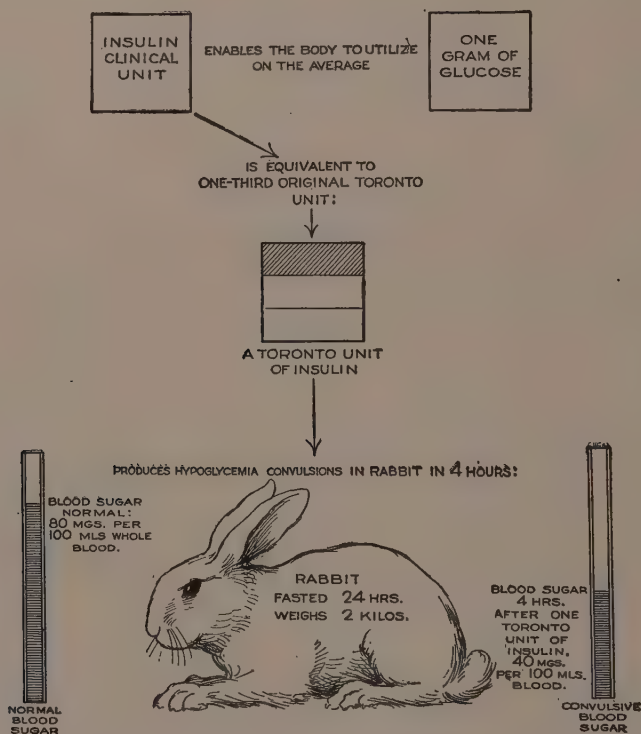 INSULIN
CLINICAL
UNIT
ENABLES THE BODY TO UTILIZE
ON THE AVERAGE
ONE
GRAM OF
GLUCOSE
IS EQUIVALENT TO
ONE-THIRD ORIGINAL TORONTO
UNIT:
A TORONTO UNIT
OF INSULIN
PRODUCES HYPOGLYCEMIA CONVULSIONS IN RABBIT IN 4 HOURS:
BLOOD SUGAR
NORMAL:
80 MGS. PER
100 MLS WHOLE
BLOOD.
RABBIT
FASTED 24 HRS.
WEIGHS 2 KILOS.
BLOOD SUGAR
4 HRS.
AFTER ONE
TORONTO
UNIT OF
INSULIN,
40 MGS.
PER 100 MLS.
BLOOD.
NORMAL
BLOOD
SUGAR
CONVULSIVE
BLOOD
SUGAR